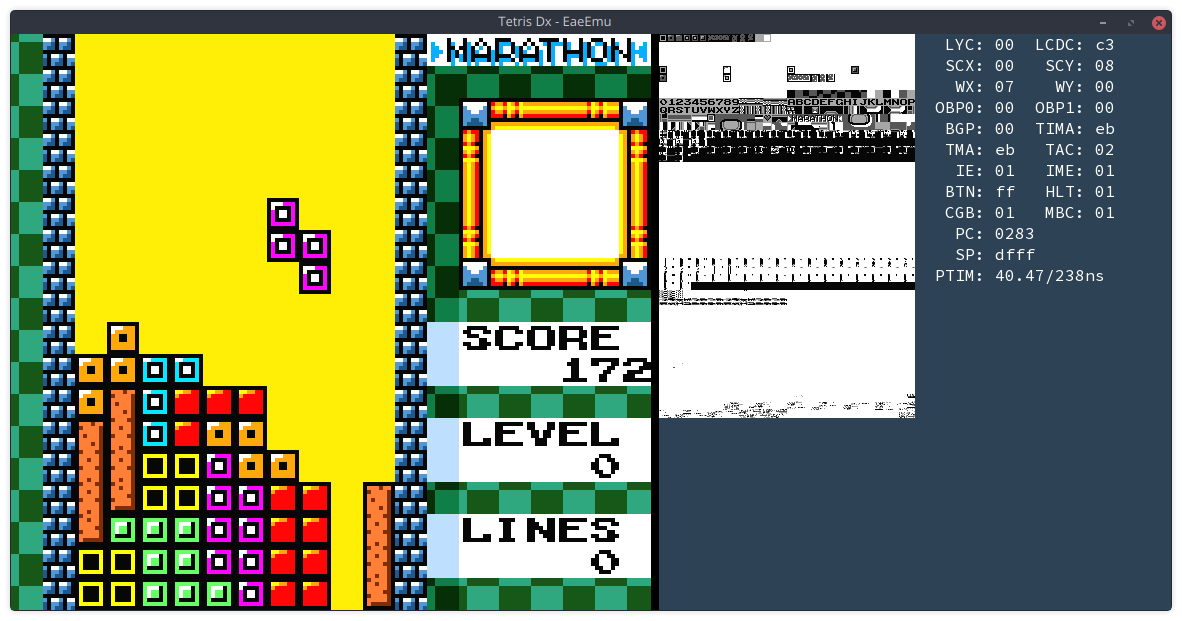 Tetris Dx - EaeEmu
MARATHON
SCORE
172
LEVEL
0
LINES
0
0123456789
ABCDEFGHIJKLMNOP
QRSTUVWXYZ
MARATHON
LYC: 00 LCDC: c3
SCX: 00 SCY: 08
WX: 07 WY: 00
OBP0: 00 OBP1: 00
BGP: 00 TIMA: eb
TMA: eb TAC: 02
IE: 01 IME: 01
BTN: ff HLT: 01
CGB: 01 MBC: 01
PC: 0283
SP: dfff
PTIM: 40.47/238ns